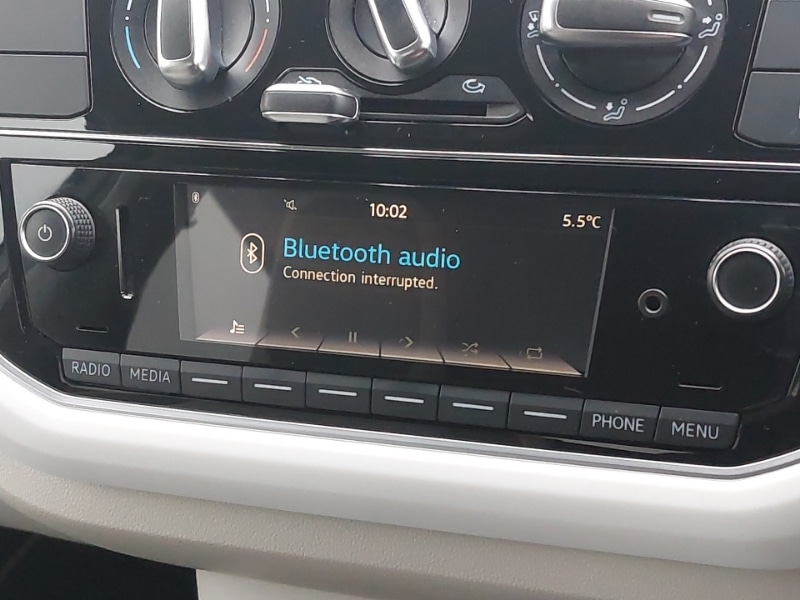 10:02
5.5°C
Bluetooth audio
Connection interrupted.
RADIO
MEDIA
PHONE
MENU